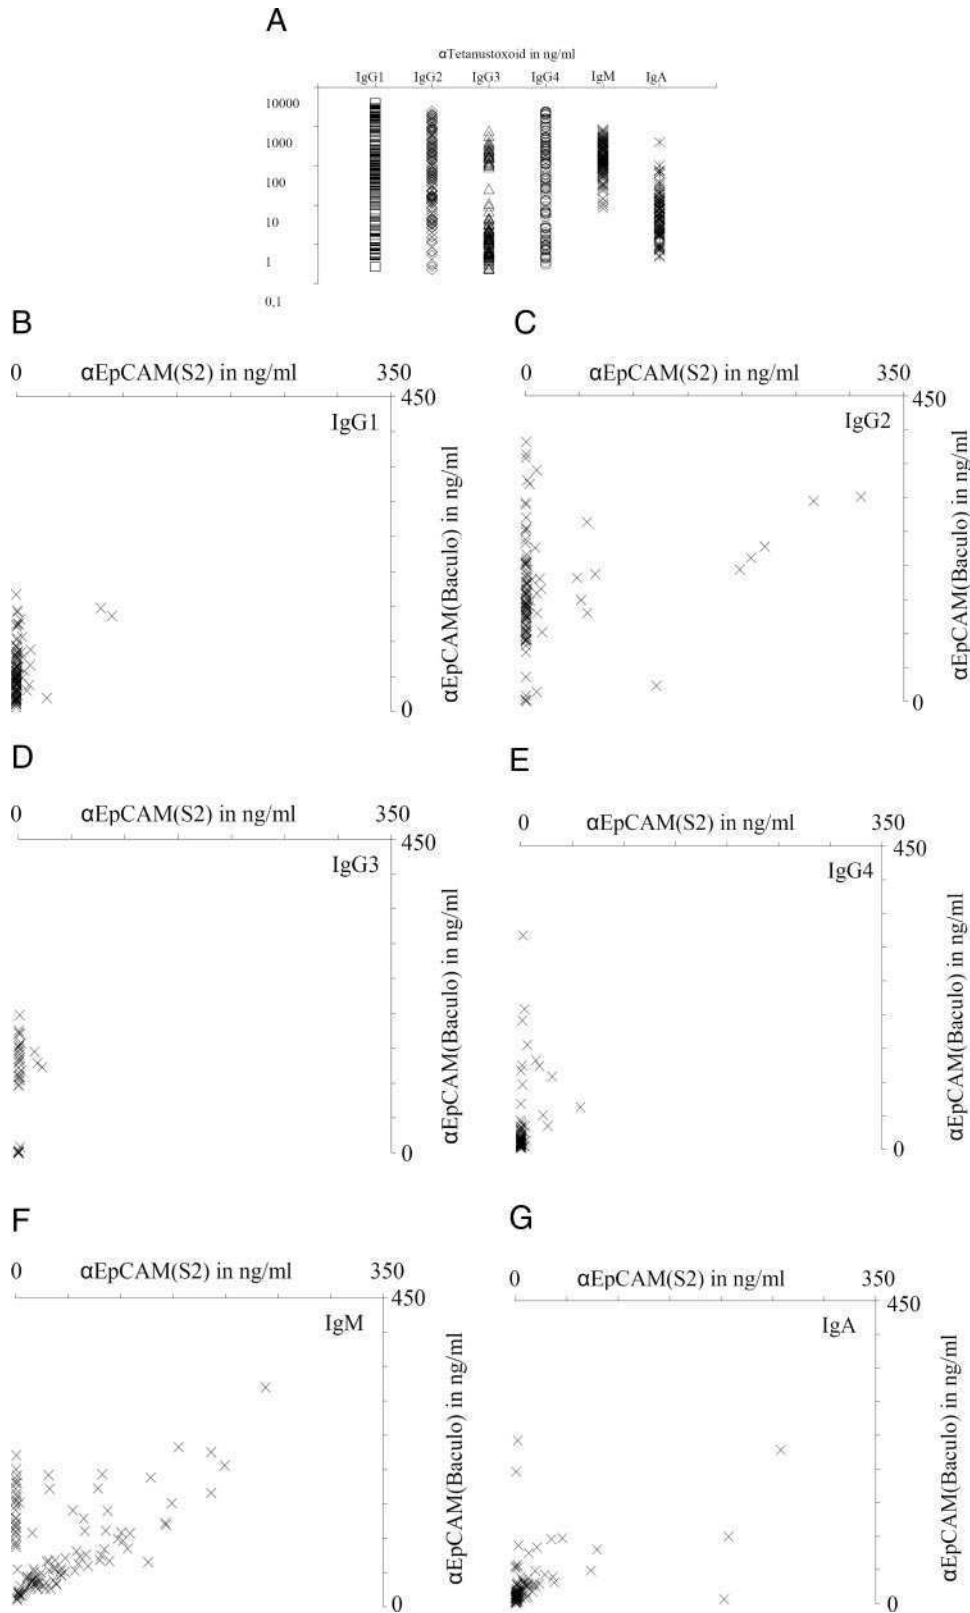 A
αTetanustoxoid in ng/ml
IgG1 IgG2 IgG3 IgG4 IgM IgA
10000
1000
100
10
1
0,1
B
0 αEpCAM(S2) in ng/ml 350
450
IgG1
αEpCAM(Baculo) in ng/ml
0
C
0 αEpCAM(S2) in ng/ml 350
450
IgG2
αEpCAM(Baculo) in ng/ml
0
D
0 αEpCAM(S2) in ng/ml 350
450
IgG3
αEpCAM(Baculo) in ng/ml
0
E
0 αEpCAM(S2) in ng/ml 350
450
IgG4
αEpCAM(Baculo) in ng/ml
0
F
0 αEpCAM(S2) in ng/ml 350
450
IgM
αEpCAM(Baculo) in ng/ml
0
G
0 αEpCAM(S2) in ng/ml 350
450
IgA
αEpCAM(Baculo) in ng/ml
0